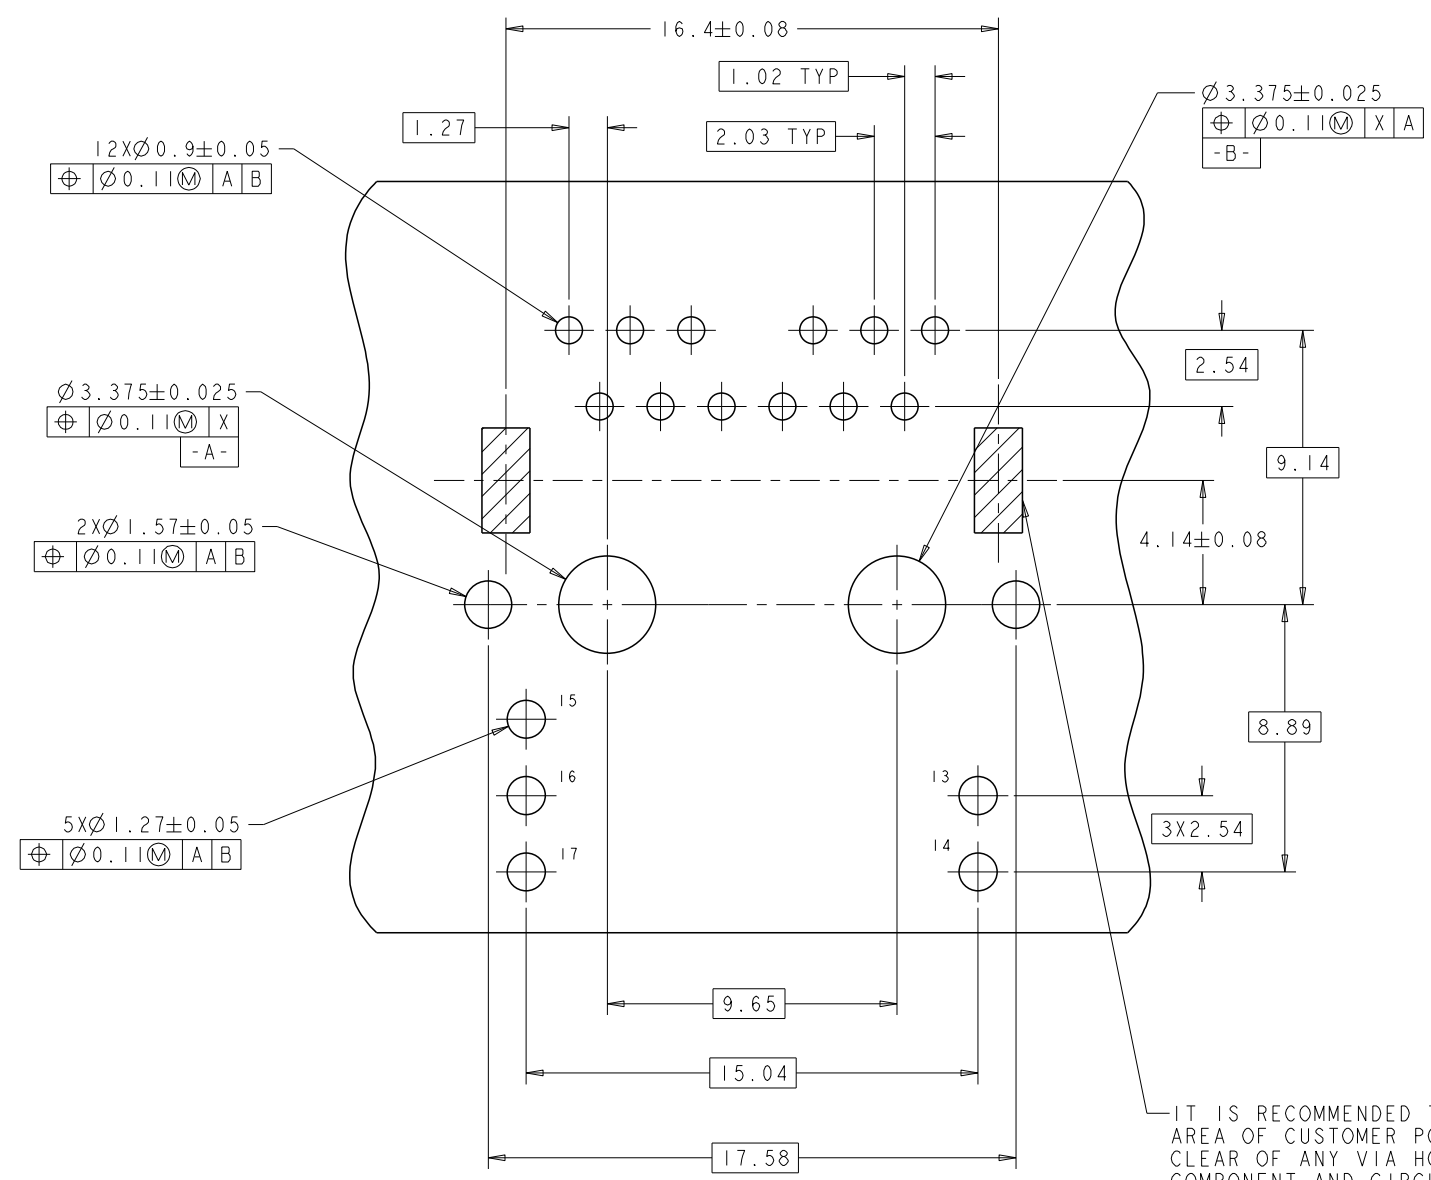 16.4±0.08
1.02 TYP
2.03 TYP
1.27
Ø3.375±0.025
⌖ Ø0.11Ⓜ X A
-B-
12XØ0.9±0.05
⌖ Ø0.11Ⓜ A B
2.54
9.14
Ø3.375±0.025
⌖ Ø0.11Ⓜ X
-A-
2XØ1.57±0.05
⌖ Ø0.11Ⓜ A B
4.14±0.08
15
8.89
16
13
5XØ1.27±0.05
⌖ Ø0.11Ⓜ A B
3X2.54
17
14
9.65
15.04
17.58
IT IS RECOMMENDED
AREA OF CUSTOMER
CLEAR OF ANY VIA
COMPONENT AND